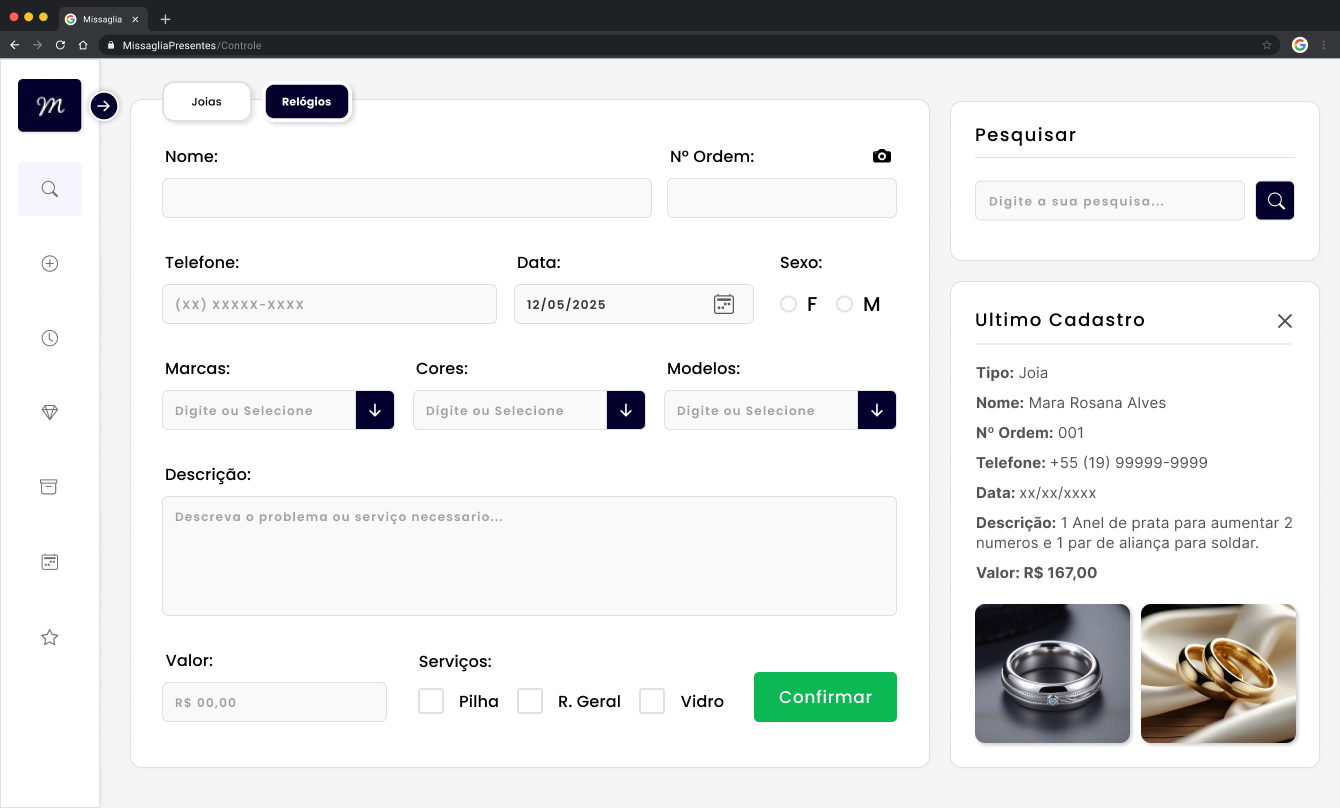 Missaglia
MissagliaPresentes/Controle
M
Joias
Relógios
Nome:
Nº Ordem:
Telefone:
(XX) XXXXX-XXXX
Data:
12/05/2025
Sexo:
F
M
Marcas:
Digite ou Selecione
Cores:
Digite ou Selecione
Modelos:
Digite ou Selecione
Descrição:
Descreva o problema ou serviço necessario...
Valor:
R$ 00,00
Serviços:
Pilha
R. Geral
Vidro
Confirmar
Pesquisar
Digite a sua pesquisa...
Ultimo Cadastro
Tipo: Joia
Nome: Mara Rosana Alves
Nº Ordem: 001
Telefone: +55 (19) 99999-9999
Data: xx/xx/xxxx
Descrição: 1 Anel de prata para aumentar 2
numeros e 1 par de aliança para soldar.
Valor: R$ 167,00